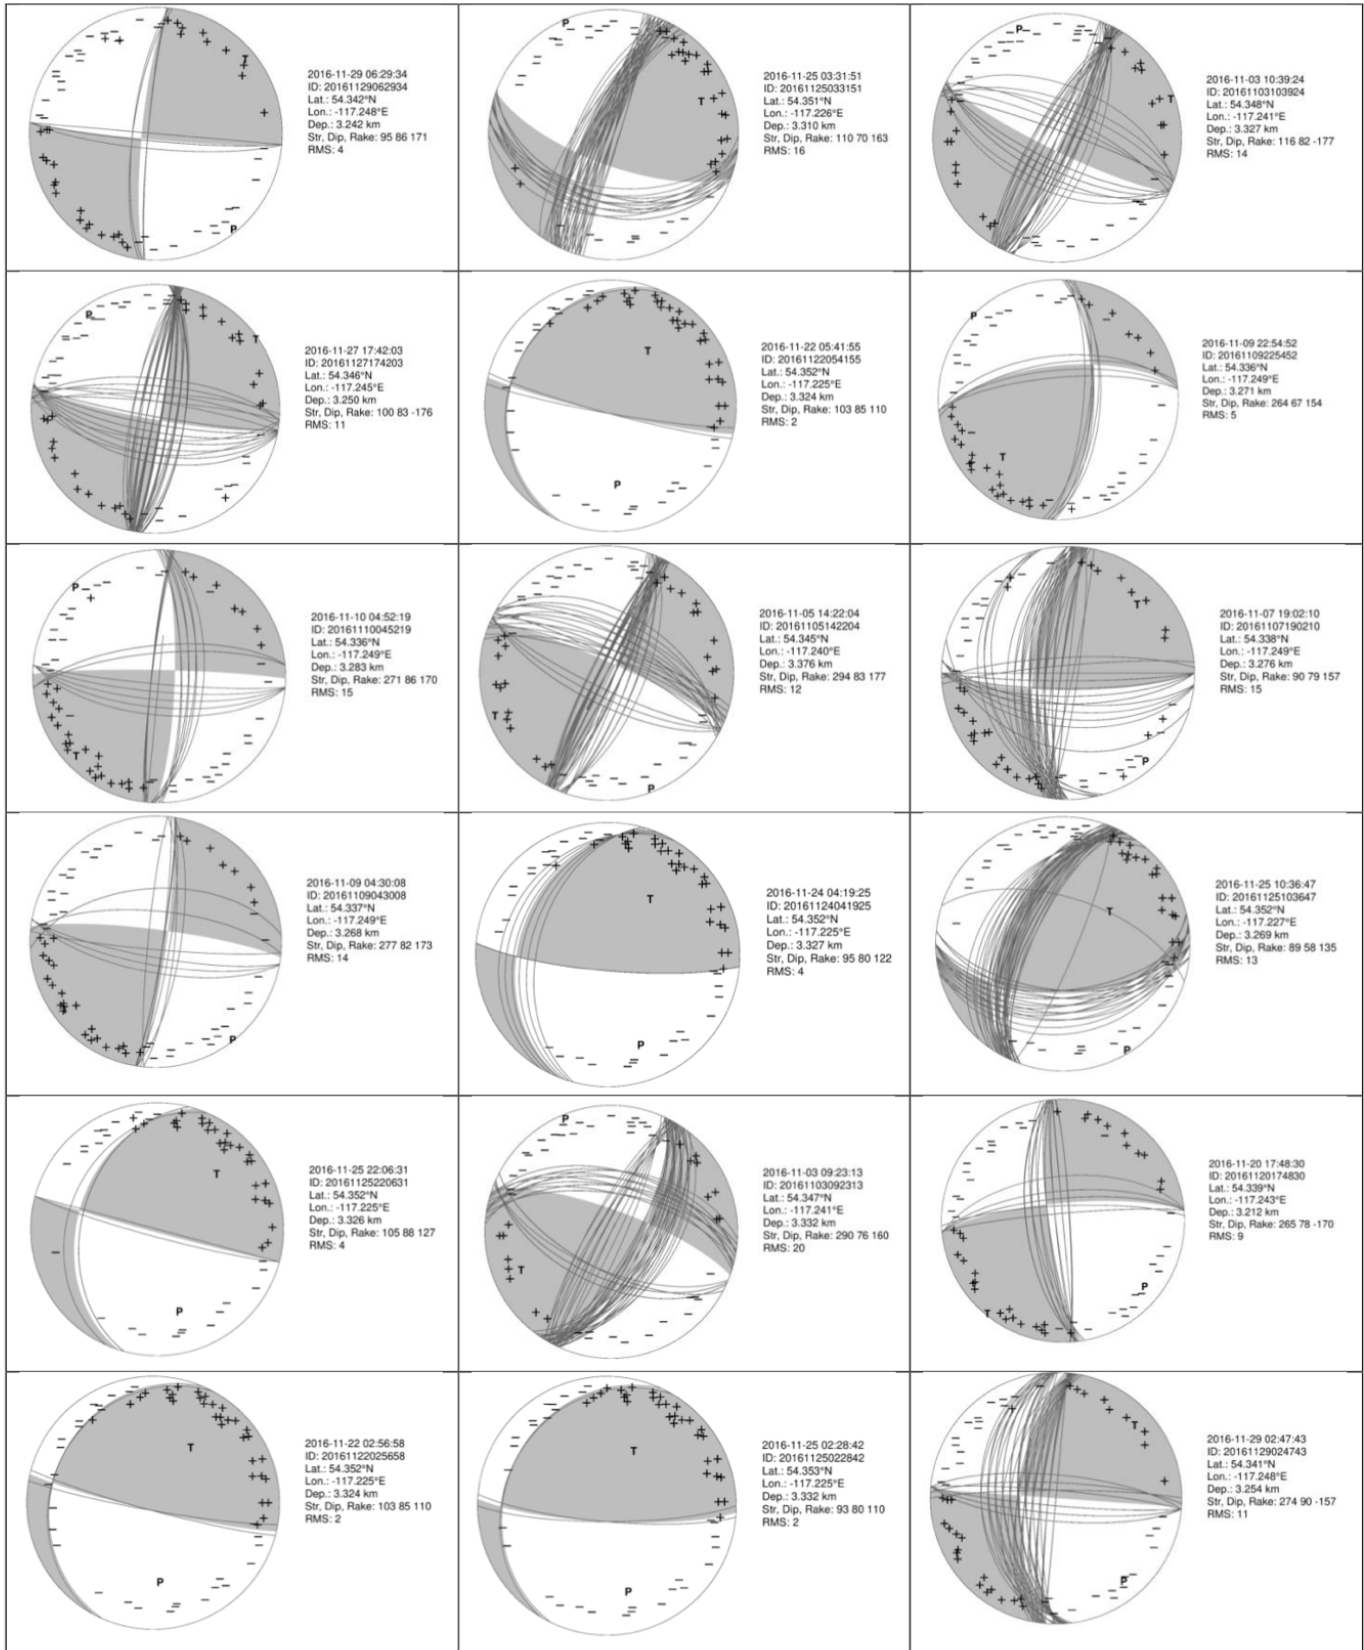 2016-11-29 06:29:34
ID: 20161129062934
Lat.: 54.342°N
Lon.: -117.248°E
Dep.: 3.242 km
Str, Dip, Rake: 95 86 171
RMS: 4
T
P
2016-11-25 03:31:51
ID: 20161125033151
Lat.: 54.351°N
Lon.: -117.226°E
Dep.: 3.310 km
Str, Dip, Rake: 110 70 163
RMS: 16
P
T
2016-11-03 10:39:24
ID: 20161103103924
Lat.: 54.348°N
Lon.: -117.241°E
Dep.: 3.327 km
Str, Dip, Rake: 116 82 -177
RMS: 14
P
T
2016-11-27 17:42:03
ID: 20161127174203
Lat.: 54.346°N
Lon.: -117.245°E
Dep.: 3.250 km
Str, Dip, Rake: 100 83 -176
RMS: 11
P
T
2016-11-22 05:41:55
ID: 20161122054155
Lat.: 54.352°N
Lon.: -117.225°E
Dep.: 3.324 km
Str, Dip, Rake: 103 85 110
RMS: 2
T
P
2016-11-09 22:54:52
ID: 20161109225452
Lat.: 54.336°N
Lon.: -117.249°E
Dep.: 3.271 km
Str, Dip, Rake: 264 67 154
RMS: 5
P
T
2016-11-10 04:52:19
ID: 20161110045219
Lat.: 54.336°N
Lon.: -117.249°E
Dep.: 3.283 km
Str, Dip, Rake: 271 86 170
RMS: 15
P
T
2016-11-05 14:22:04
ID: 20161105142204
Lat.: 54.345°N
Lon.: -117.240°E
Dep.: 3.376 km
Str, Dip, Rake: 294 83 177
RMS: 12
T
P
2016-11-07 19:02:10
ID: 20161107190210
Lat.: 54.338°N
Lon.: -117.249°E
Dep.: 3.276 km
Str, Dip, Rake: 90 79 157
RMS: 15
T
P
2016-11-09 04:30:08
ID: 20161109043008
Lat.: 54.337°N
Lon.: -117.249°E
Dep.: 3.268 km
Str, Dip, Rake: 277 82 173
RMS: 14
P
2016-11-24 04:19:25
ID: 20161124041925
Lat.: 54.352°N
Lon.: -117.225°E
Dep.: 3.327 km
Str, Dip, Rake: 95 80 122
RMS: 4
T
P
2016-11-25 10:36:47
ID: 20161125103647
Lat.: 54.352°N
Lon.: -117.227°E
Dep.: 3.269 km
Str, Dip, Rake: 89 58 135
RMS: 13
T
P
2016-11-25 22:06:31
ID: 20161125220631
Lat.: 54.352°N
Lon.: -117.225°E
Dep.: 3.326 km
Str, Dip, Rake: 105 88 127
RMS: 4
T
P
2016-11-03 09:23:13
ID: 20161103092313
Lat.: 54.347°N
Lon.: -117.241°E
Dep.: 3.332 km
Str, Dip, Rake: 290 76 160
RMS: 20
P
T
2016-11-20 17:48:30
ID: 20161120174830
Lat.: 54.339°N
Lon.: -117.243°E
Dep.: 3.212 km
Str, Dip, Rake: 265 78 -170
RMS: 9
P
T
2016-11-22 02:56:58
ID: 20161122025658
Lat.: 54.352°N
Lon.: -117.225°E
Dep.: 3.324 km
Str, Dip, Rake: 103 85 110
RMS: 2
T
P
2016-11-25 02:28:42
ID: 20161125022842
Lat.: 54.353°N
Lon.: -117.225°E
Dep.: 3.332 km
Str, Dip, Rake: 93 80 110
RMS: 2
T
P
2016-11-29 02:47:43
ID: 20161129024743
Lat.: 54.341°N
Lon.: -117.248°E
Dep.: 3.254 km
Str, Dip, Rake: 274 90 -157
RMS: 11
T
P